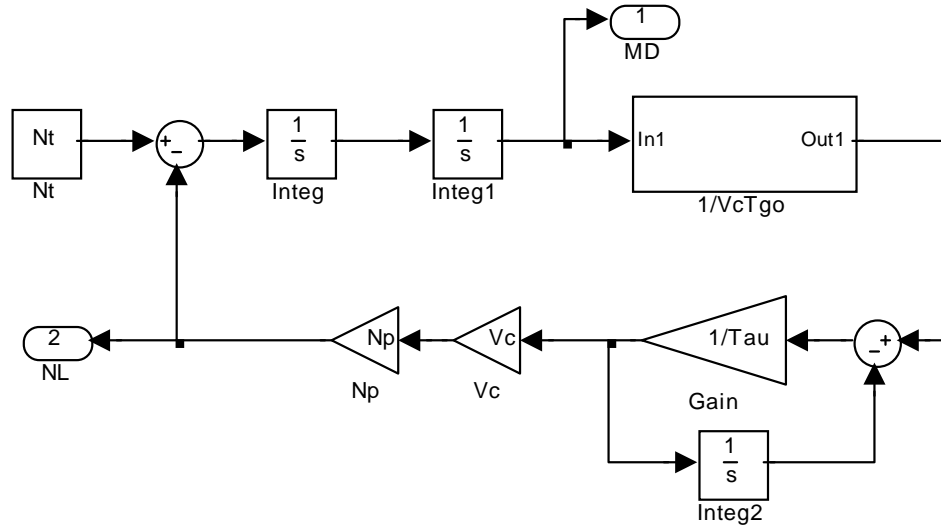 1
MD
Nt
Nt
+
−
1
s
Integ
1
s
Integ1
In1
Out1
1/VcTgo
2
NL
Np
Np
Vc
Vc
1/Tau
Gain
− +
1
s
Integ2